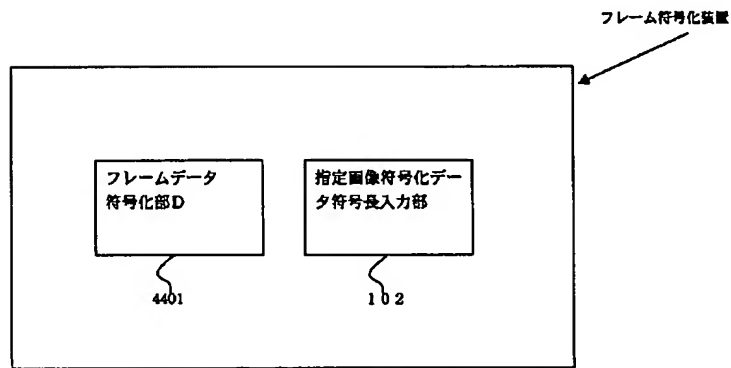 フレーム符号化装置
フレームデータ
符号化部D
指定画像符号化デー
タ符号長入力部
4401
102